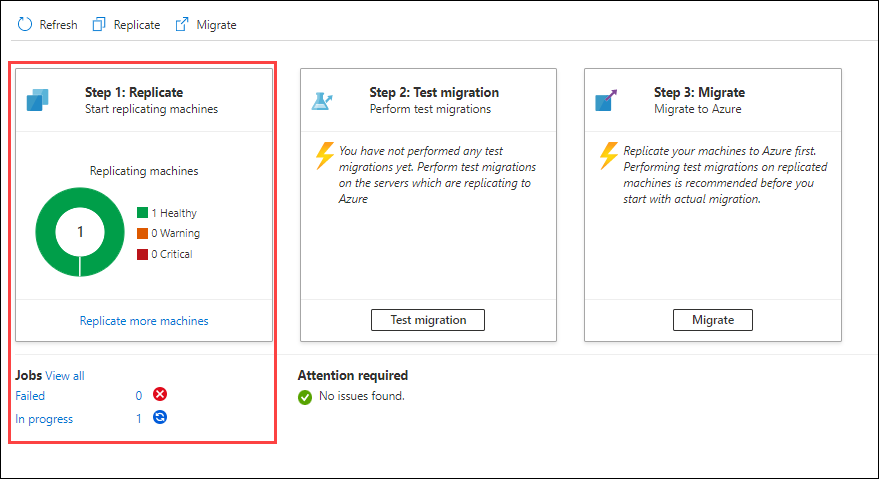 Refresh Replicate Migrate
Step 1: Replicate
Start replicating machines
Replicating machines
1
1 Healthy
0 Warning
0 Critical
Replicate more machines
Step 2: Test migration
Perform test migrations
You have not performed any test
migrations yet. Perform test migrations
on the servers which are replicating to
Azure
Test migration
Step 3: Migrate
Migrate to Azure
Replicate your machines to Azure first.
Performing test migrations on replicated
machines is recommended before you
start with actual migration.
Migrate
Jobs View all
Failed 0
In progress 1
Attention required
No issues found.